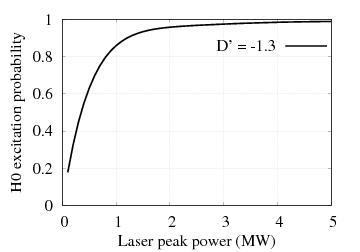 H0 excitation probability
1
0.8
0.6
0.4
0.2
0
D' = -1.3
0 1 2 3 4 5
Laser peak power (MW)